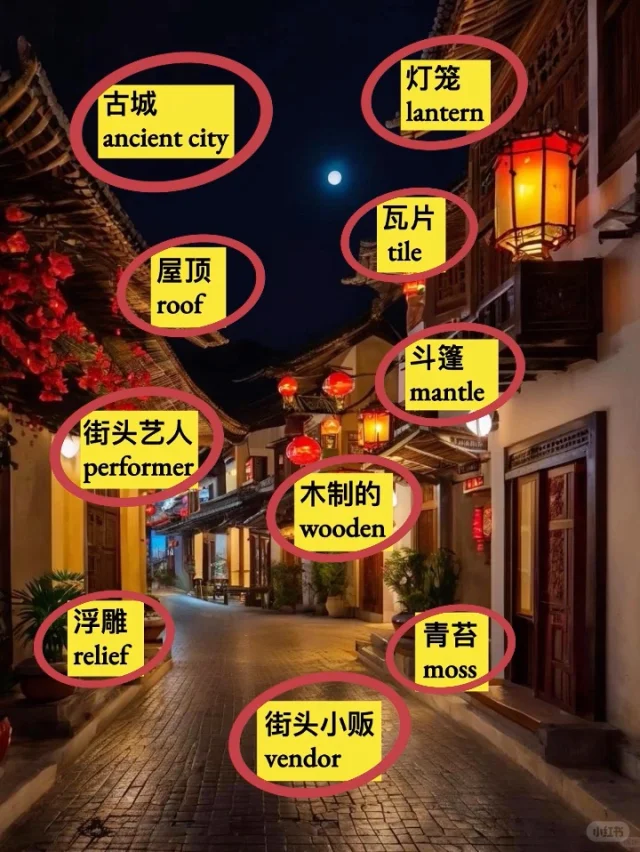 古城
ancient city
灯笼
lantern
瓦片
tile
屋顶
roof
斗篷
mantle
街头艺人
performer
木制的
wooden
浮雕
relief
青苔
moss
街头小贩
vendor
小红书